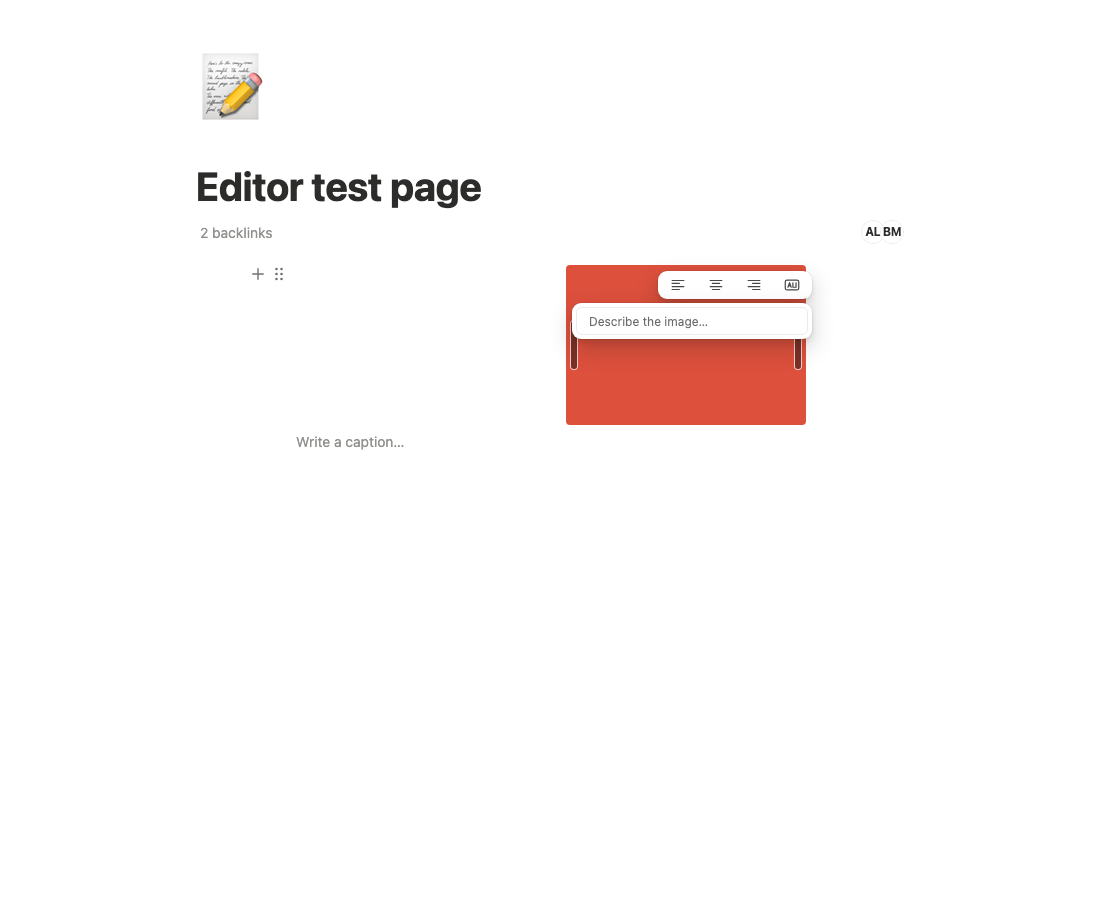 Editor test page
2 backlinks
AL BM
Describe the image…
Write a caption…